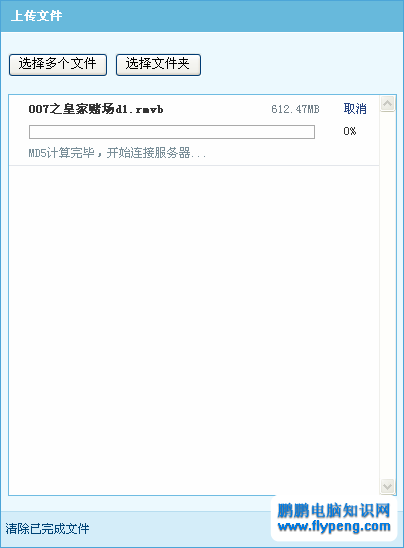 上传文件
选择多个文件 选择文件夹
007之皇家赌场d1.rmvb 612.47MB 取消
0%
MD5计算完毕，开始连接服务器...
清除已完成文件
鹏鹏电脑知识网
www.flypeng.com